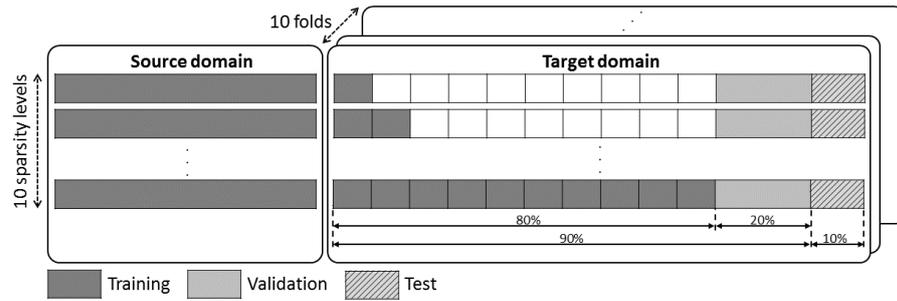 10 folds
Source domain
Target domain
10 sparsity levels
80%
20%
90%
10%
Training
Validation
Test